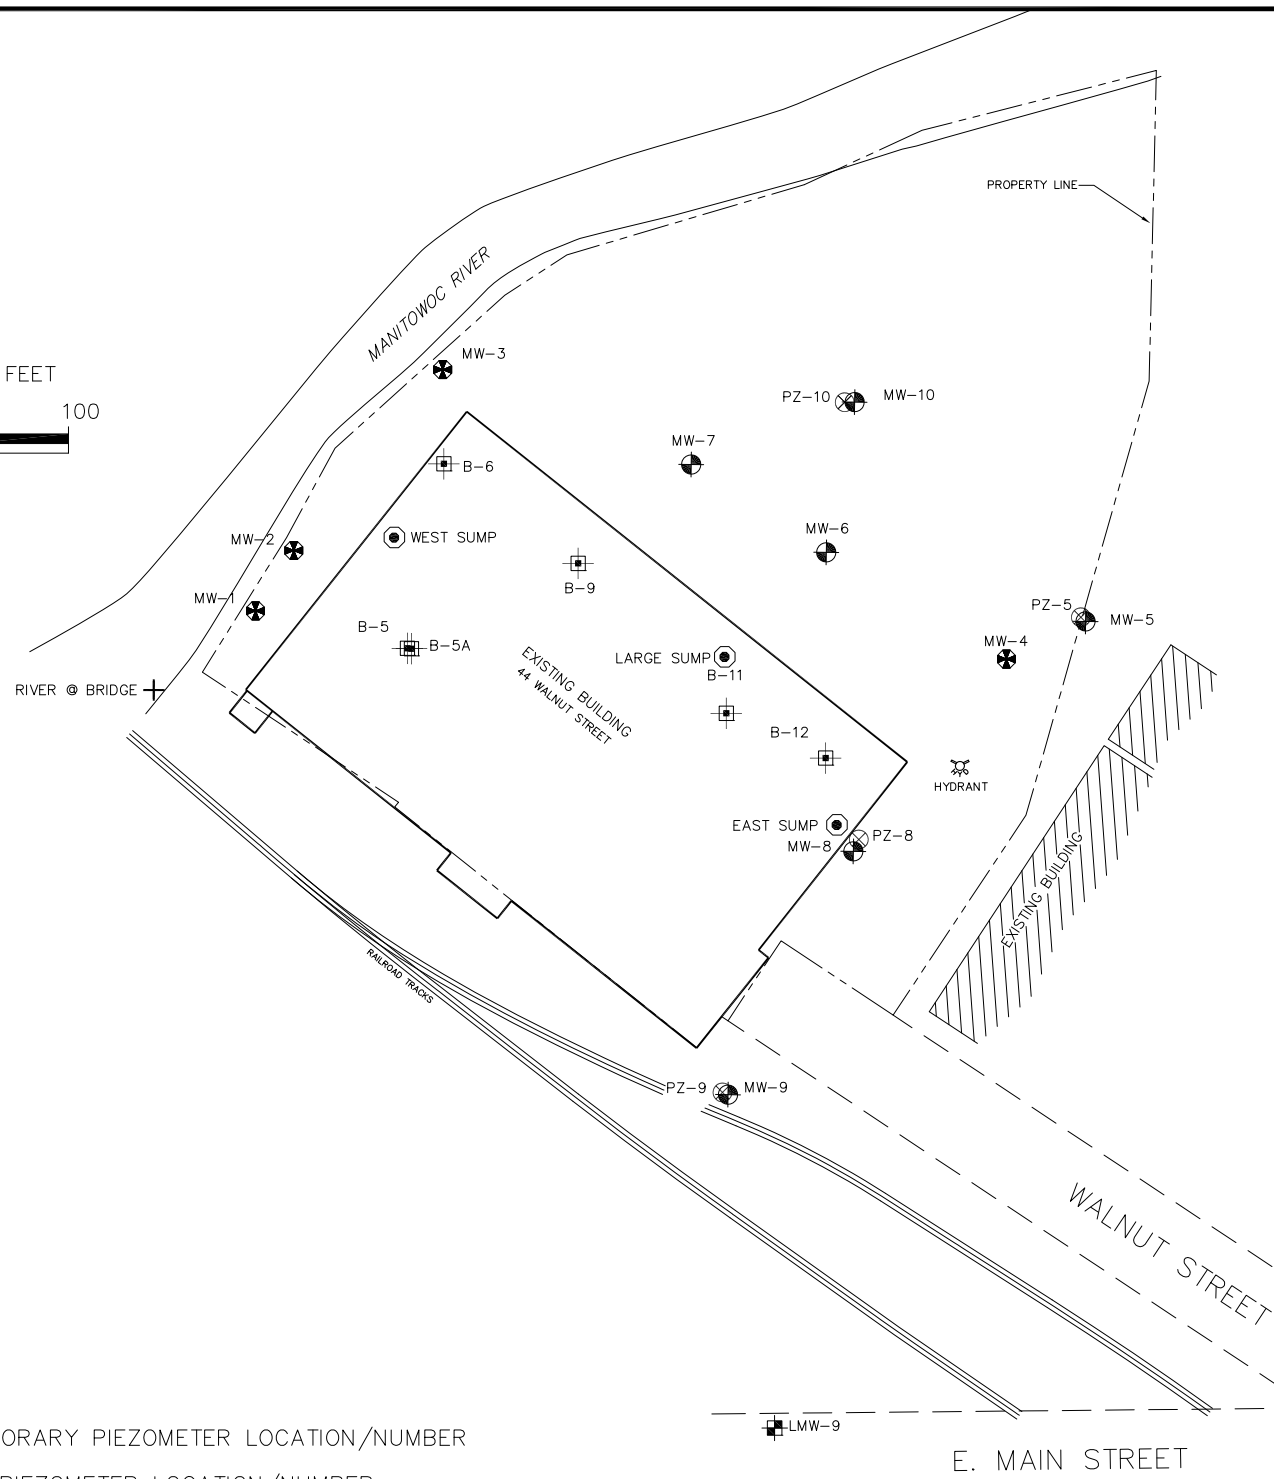 PROPERTY LINE
MANITOWOC RIVER
MW-3
FEET
100
PZ-10
MW-10
MW-7
B-6
MW-2
WEST SUMP
MW-6
B-9
MW-1
PZ-5
MW-5
B-5
B-5A
MW-4
LARGE SUMP
B-11
EXISTING BUILDING
44 WALNUT STREET
RIVER @ BRIDGE
B-12
HYDRANT
EAST SUMP
PZ-8
MW-8
EXISTING BUILDING
RAILROAD TRACKS
PZ-9
MW-9
WALNUT STREET
LMW-9
ORARY PIEZOMETER LOCATION/NUMBER
E. MAIN STREET
PIEZOMETER LOCATION/NUMBER